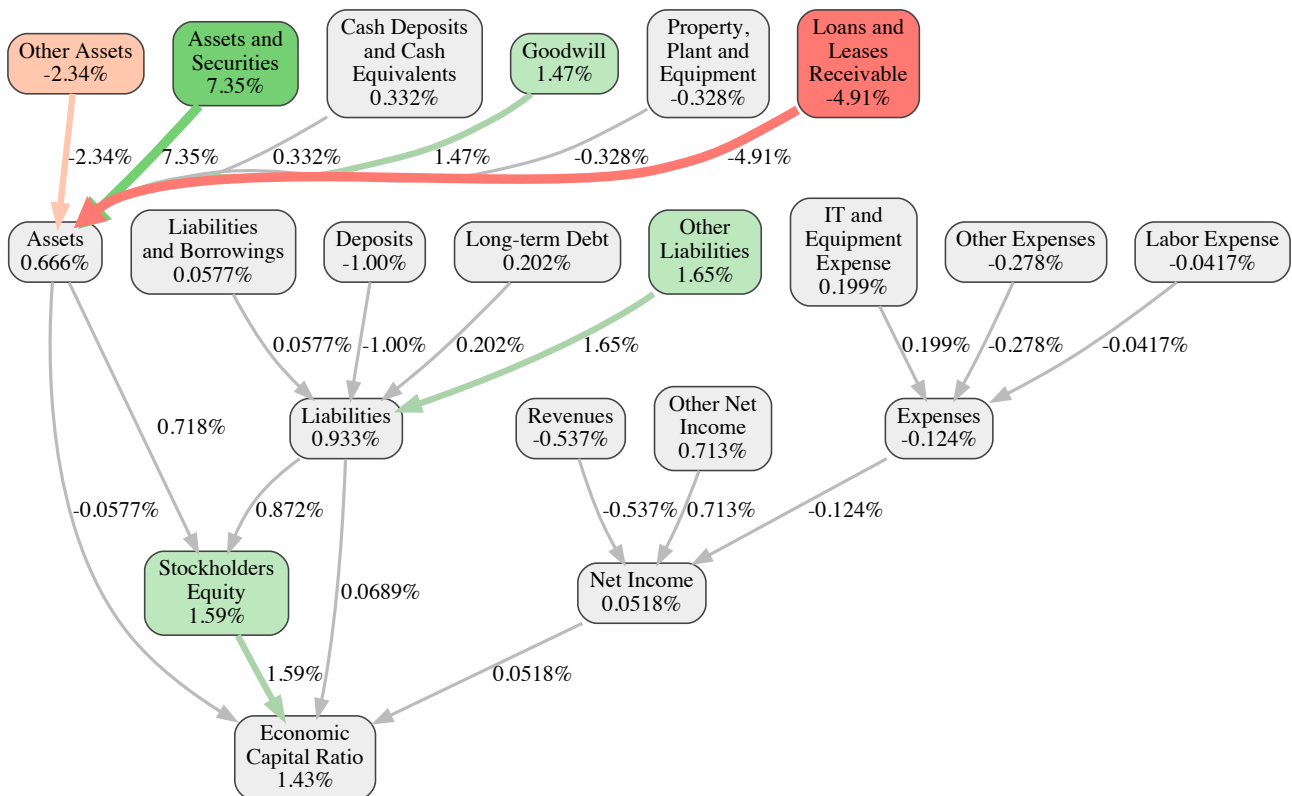 Other Assets
-2.34%
Assets and
Securities
7.35%
Cash Deposits
and Cash
Equivalents
0.332%
Goodwill
1.47%
Property,
Plant and
Equipment
-0.328%
Loans and
Leases
Receivable
-4.91%
-2.34%
7.35%
0.332%
1.47%
-0.328%
-4.91%
Assets
0.666%
Liabilities
and Borrowings
0.0577%
Deposits
-1.00%
Long-term Debt
0.202%
Other
Liabilities
1.65%
IT and
Equipment
Expense
0.199%
Other Expenses
-0.278%
Labor Expense
-0.0417%
0.0577%
-1.00%
0.202%
1.65%
0.199%
-0.278%
-0.0417%
0.718%
Liabilities
0.933%
Revenues
-0.537%
Other Net
Income
0.713%
Expenses
-0.124%
-0.0577%
0.872%
-0.537%
0.713%
-0.124%
Stockholders
Equity
1.59%
0.0689%
Net Income
0.0518%
1.59%
0.0518%
Economic
Capital Ratio
1.43%